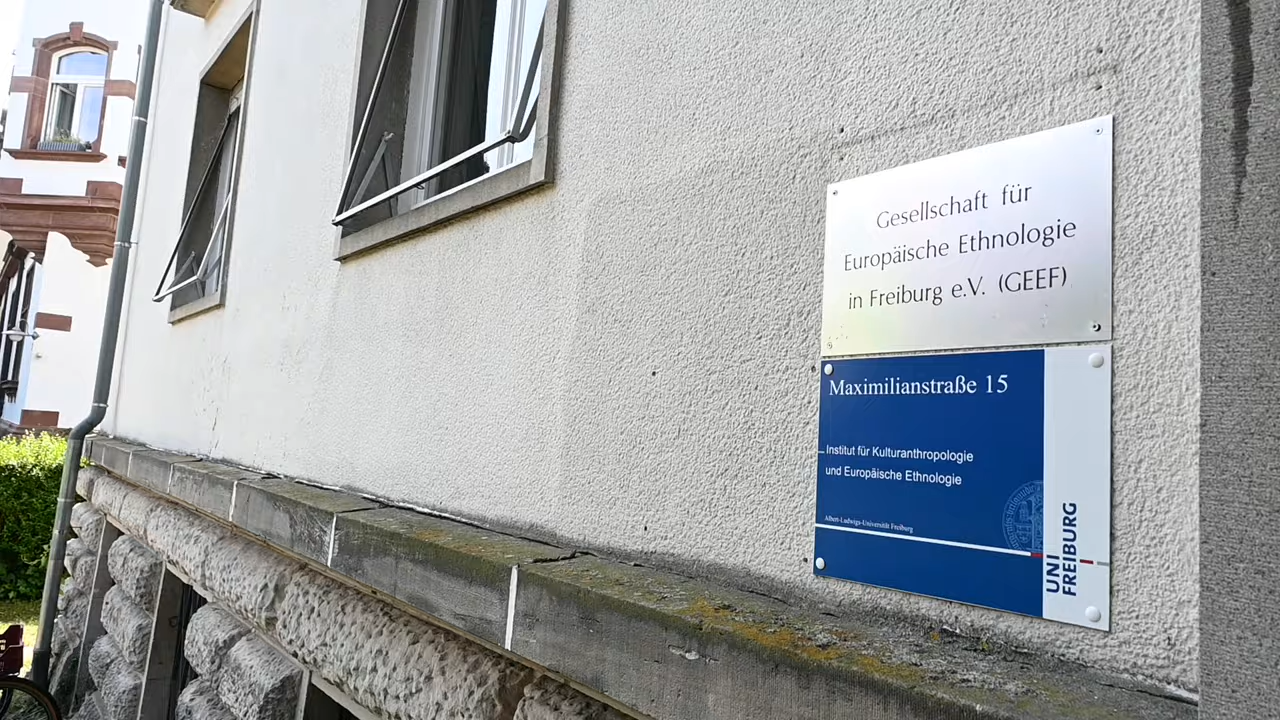 Gesellschaft für
Europäische Ethnologie
in Freiburg e.V. (GEEF)
Maximilianstraße 15
Institut für Kulturanthropologie
und Europäische Ethnologie
Albert-Ludwigs-Universität Freiburg
UNI
FREIBURG